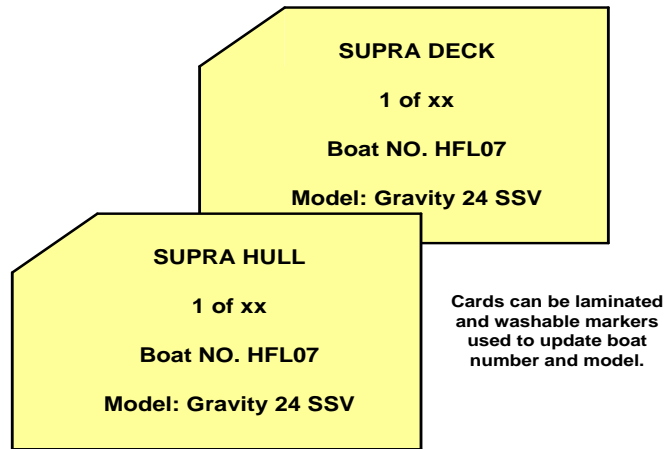 SUPRA DECK
1 of xx
Boat NO. HFL07
Model: Gravity 24 SSV
SUPRA HULL
1 of xx
Boat NO. HFL07
Model: Gravity 24 SSV
Cards can be laminated
and washable markers
used to update boat
number and model.